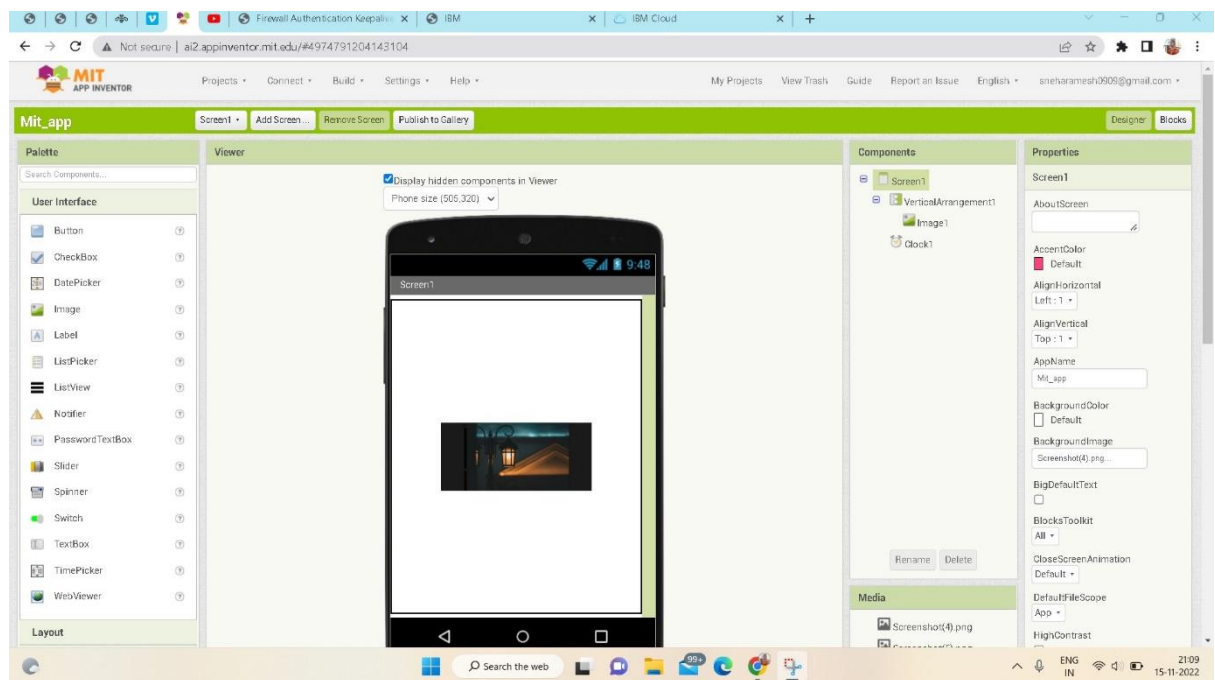 Firewall Authentication Keepaliv
IBM
IBM Cloud
Not secure | ai2.appinventor.mit.edu/#4974791204143104
MIT
APP INVENTOR
Projects
Connect
Build
Settings
Help
My Projects
View Trash
Guide
Report an Issue
English
sneharamesh0909@gmail.com
Mit_app
Screen1
Add Screen ...
Remove Screen
Publish to Gallery
Designer
Blocks
Palette
Search Components...
User Interface
Button
CheckBox
DatePicker
Image
Label
ListPicker
ListView
Notifier
PasswordTextBox
Slider
Spinner
Switch
TextBox
TimePicker
WebViewer
Layout
Viewer
Display hidden components in Viewer
Phone size (505,320)
9:48
Screen1
Components
Screen1
VerticalArrangement1
Image1
Clock1
Rename
Delete
Media
Screenshot(4).png
Properties
Screen1
AboutScreen
AccentColor
Default
AlignHorizontal
Left : 1
AlignVertical
Top : 1
AppName
Mit_app
BackgroundColor
Default
BackgroundImage
Screenshot(4).png...
BigDefaultText
BlocksToolkit
All
CloseScreenAnimation
Default
DefaultFileScope
App
HighContrast
Search the web
99+
ENG
IN
21:09
15-11-2022